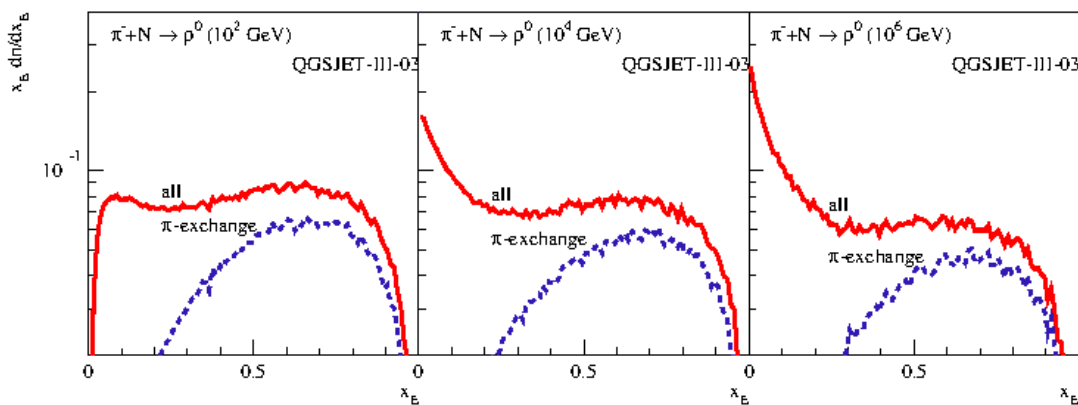 x_E dn/dx_E
π⁻+N → ρ⁰ (10² GeV)
QGSJET-III-03
all
π-exchange
10⁻¹
0
0.5
x_E
π⁻+N → ρ⁰ (10⁴ GeV)
QGSJET-III-03
all
π-exchange
0
0.5
x_E
π⁻+N → ρ⁰ (10⁶ GeV)
QGSJET-III-03
all
π-exchange
0
0.5
x_E